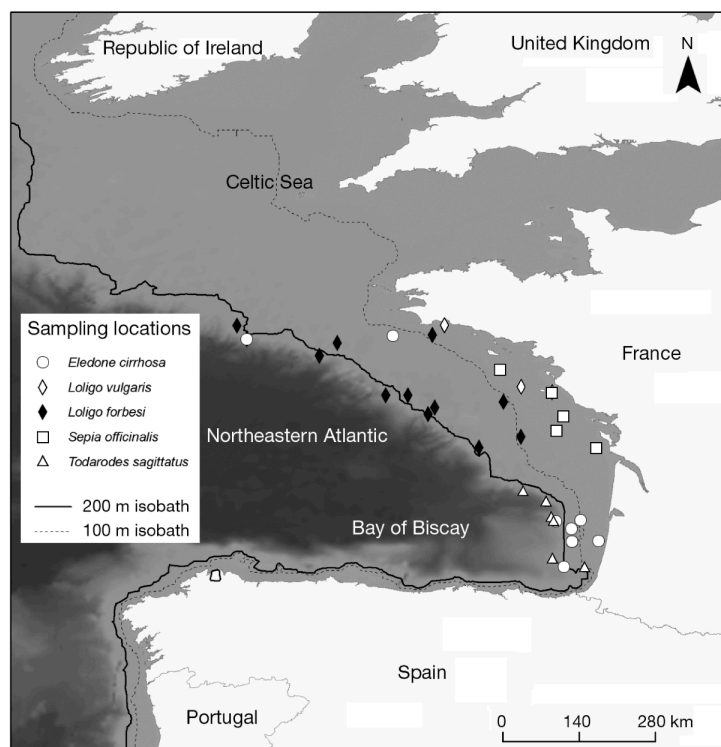 Republic of Ireland
United Kingdom
N
Celtic Sea
Sampling locations
Eledone cirrhosa
Loligo vulgaris
Loligo forbesi
Sepia officinalis
Todarodes sagittatus
200 m isobath
100 m isobath
France
Northeastern Atlantic
Bay of Biscay
Spain
Portugal
0 140 280 km